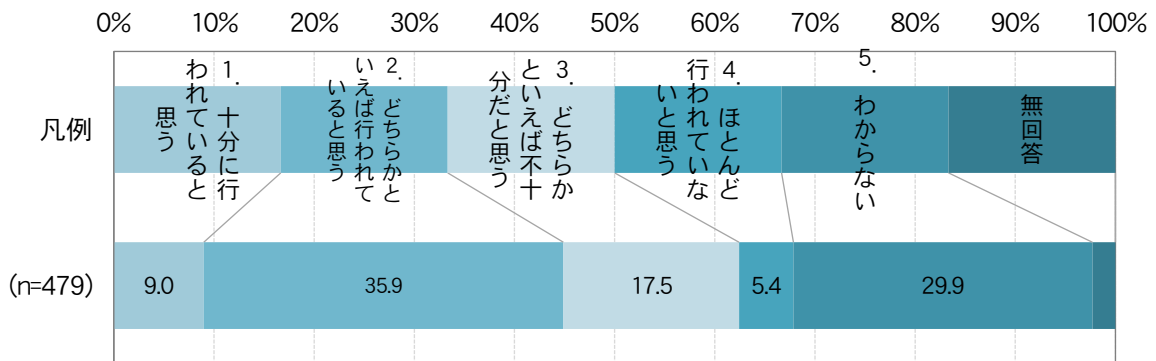 0% 10% 20% 30% 40% 50% 60% 70% 80% 90% 100%
凡例
1. 十分に行
われていると
思う
2. どちらかと
いえば行われて
いると思う
3. どちらか
といえば不十
分だと思う
4. ほとんど
行われていな
いと思う
5. わからない
無回答
(n=479)
9.0 35.9 17.5 5.4 29.9